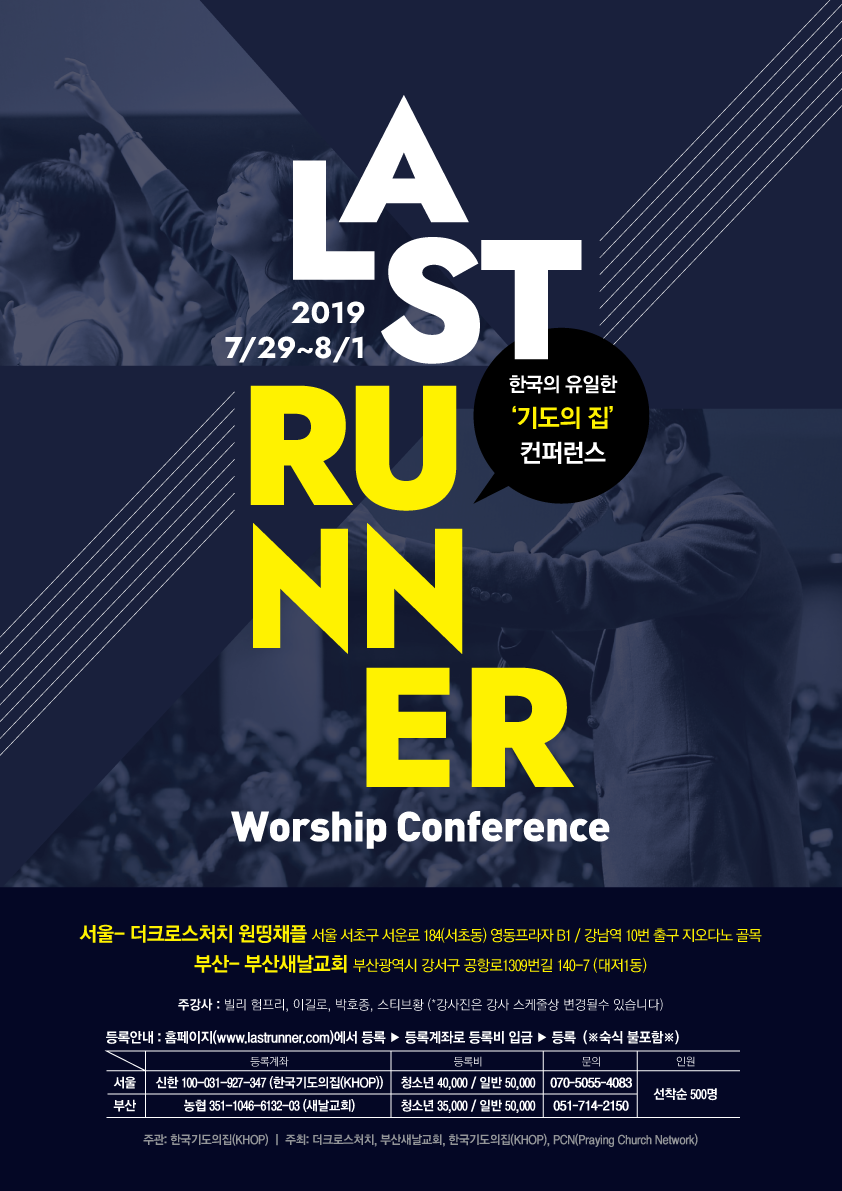 LAST
2019
7/29~8/1
한국의 유일한
‘기도의 집’
컨퍼런스
RUNNER
Worship Conference
서울- 더크로스처치 원띵채플 서울 서초구 서운로 184(서초동) 영동프라자 B1 / 강남역 10번 출구 지오다노 골목
부산- 부산새날교회 부산광역시 강서구 공항로1309번길 140-7 (대저1동)
주강사 : 빌리 험프리, 이길로, 박호종, 스티브황 (*강사진은 강사 스케줄상 변경될수 있습니다)
등록안내 : 홈페이지(www.lastrunner.com)에서 등록 ▶ 등록계좌로 등록비 입금 ▶ 등록 (※숙식 불포함※)
등록계좌 등록비 문의 인원
서울 신한 100-031-927-347 (한국기도의집(KHOP)) 청소년 40,000 / 일반 50,000 070-5055-4083 선착순 500명
부산 농협 351-1046-6132-03 (새날교회) 청소년 35,000 / 일반 50,000 051-714-2150
주관: 한국기도의집(KHOP) | 주최: 더크로스처치, 부산새날교회, 한국기도의집(KHOP), PCN(Praying Church Network)